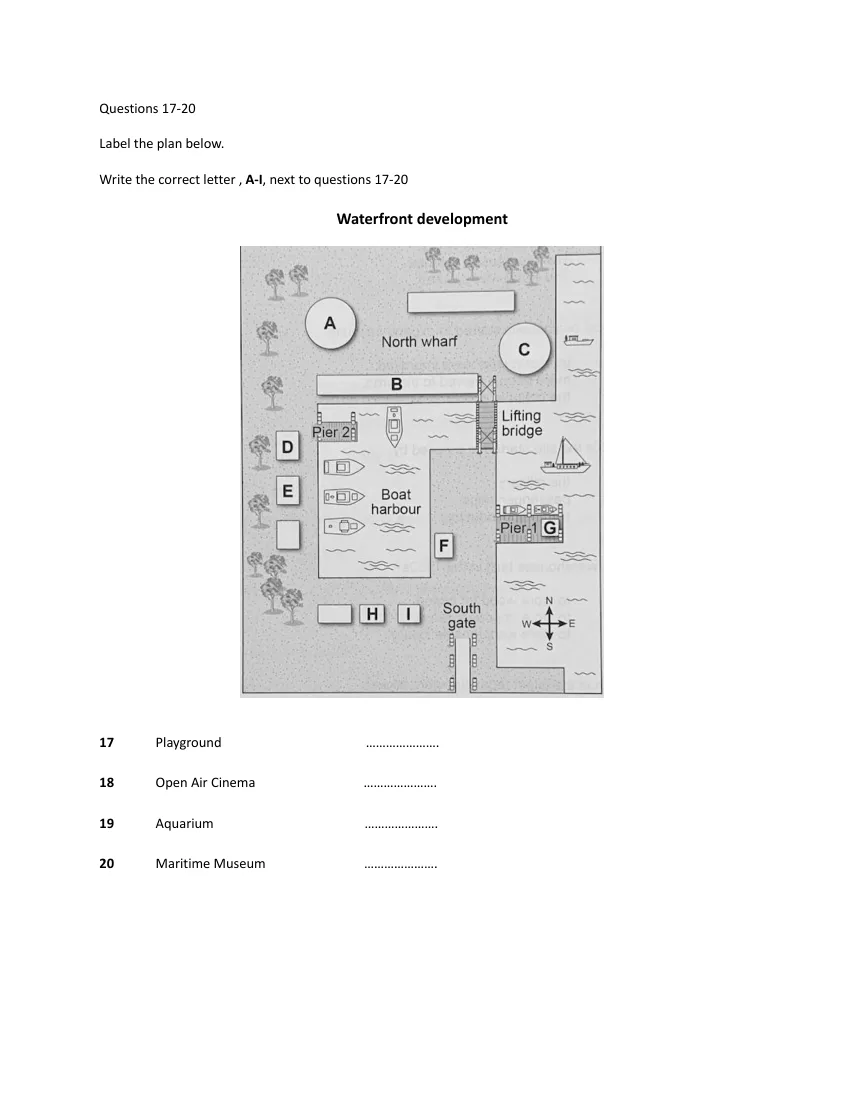 Questions 17-20
Label the plan below.
Write the correct letter , A-I, next to questions 17-20
Waterfront development
A
North wharf
C
B
Lifting
bridge
Pier 2
D
E
Boat
harbour
Pier 1 G
F
N
W E
S
H I
South
gate
17 Playground ………………….
18 Open Air Cinema ………………….
19 Aquarium ………………….
20 Maritime Museum ………………….